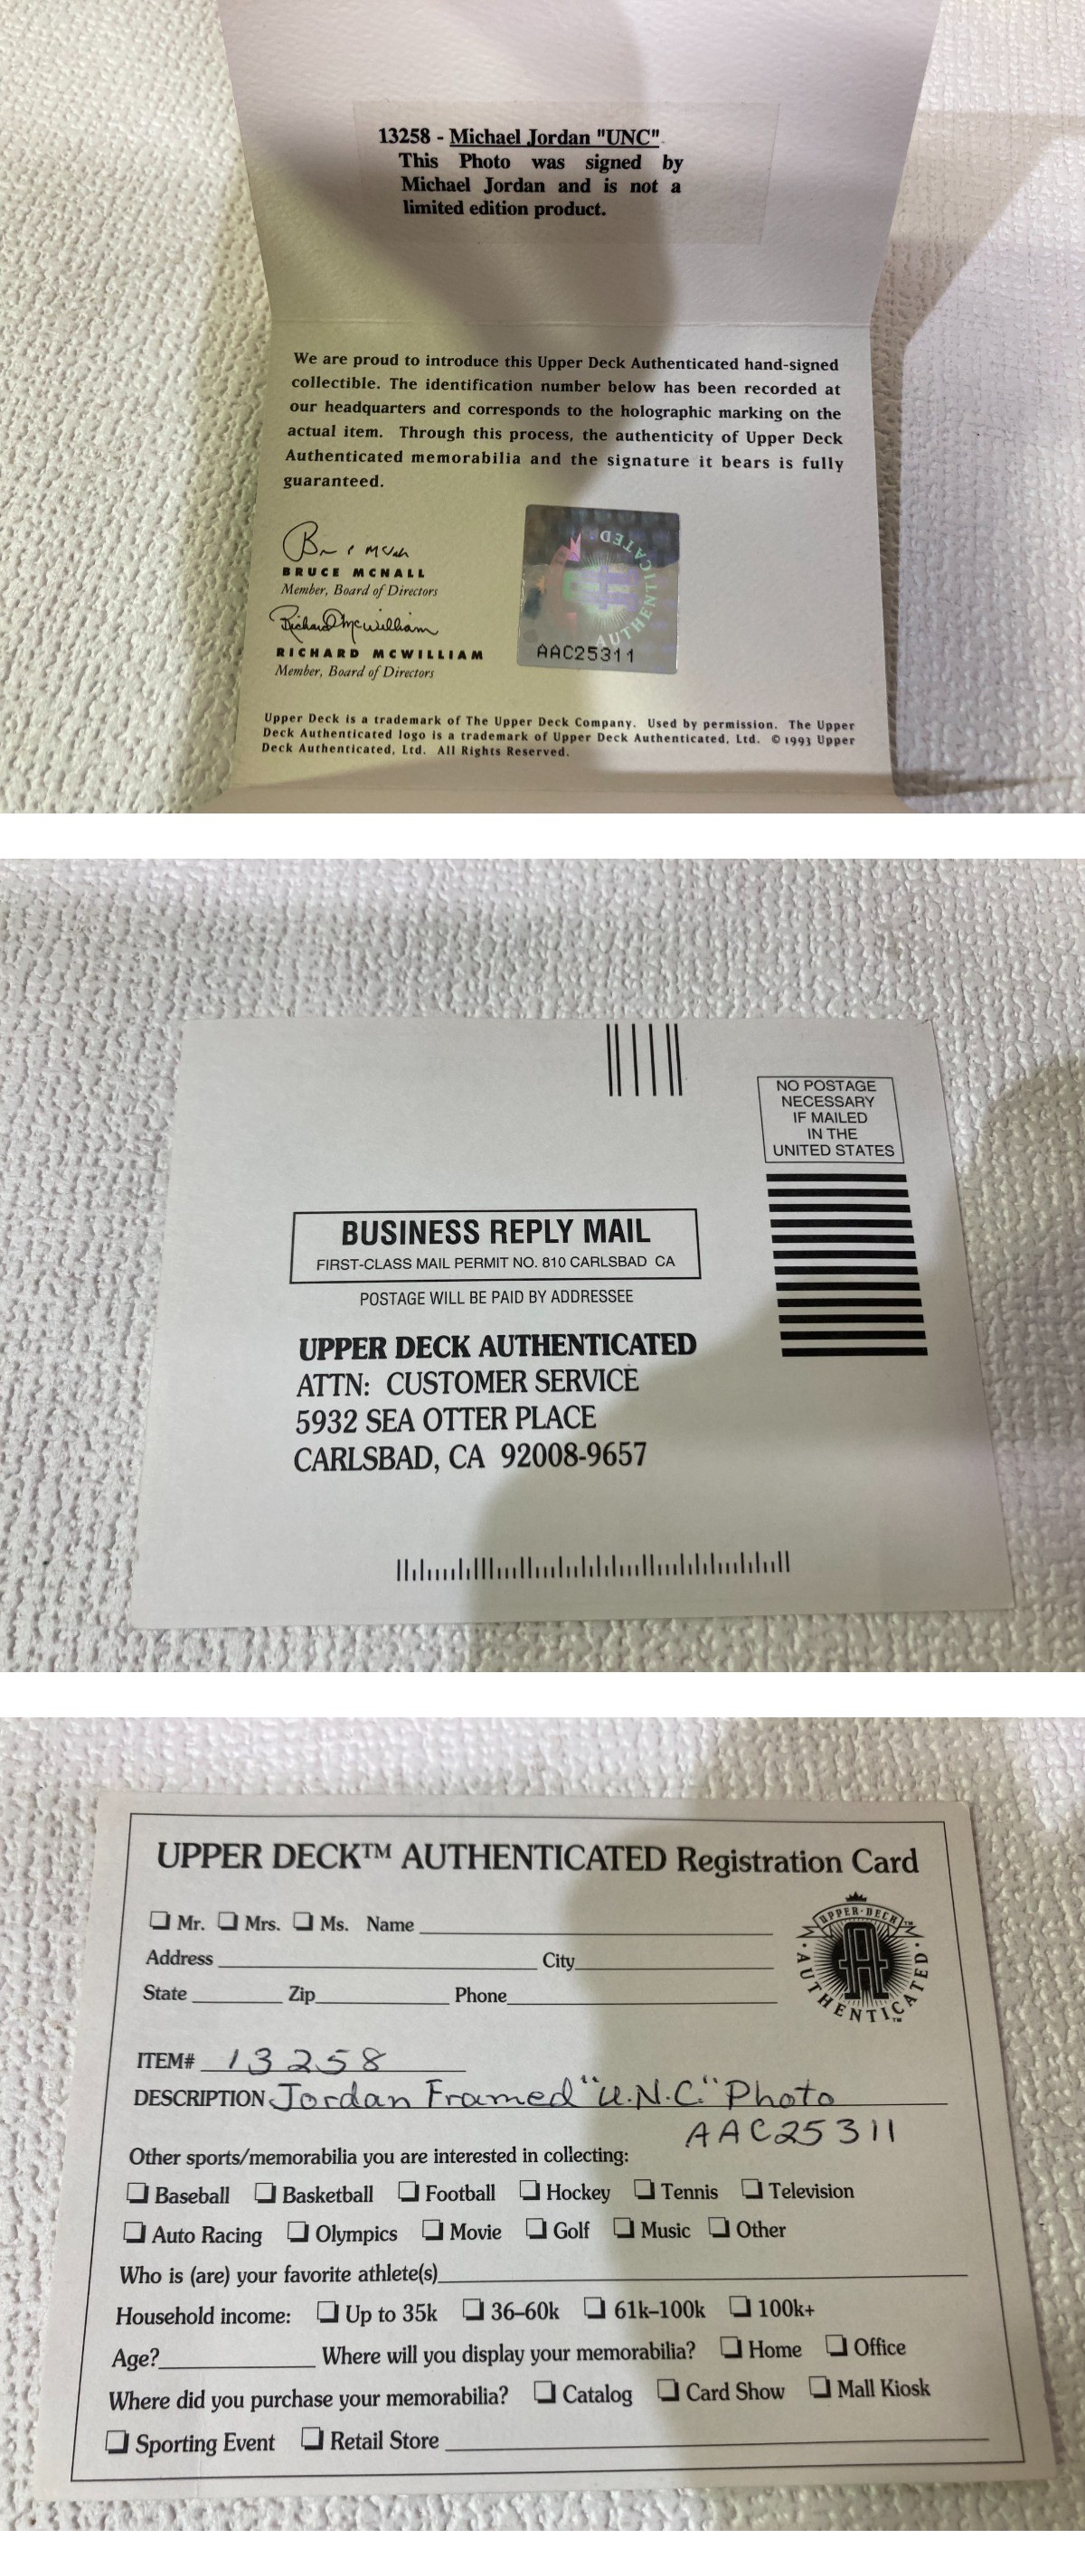 13258 - Michael Jordan "UNC"
This Photo was signed by
Michael Jordan and is not a
limited edition product.
We are proud to introduce this Upper Deck Authenticated hand-signed
collectible. The identification number below has been recorded at
our headquarters and corresponds to the holographic marking on the
actual item. Through this process, the authenticity of Upper Deck
Authenticated memorabilia and the signature it bears is fully
guaranteed.
BRUCE MCNALL
Member, Board of Directors
Richard McWilliam
RICHARD MCWILLIAM
Member, Board of Directors
AUTHENTICATED
AAC25311
Upper Deck is a trademark of The Upper Deck Company. Used by permission. The Upper
Deck Authenticated logo is a trademark of Upper Deck Authenticated, Ltd. © 1993 Upper
Deck Authenticated, Ltd. All Rights Reserved.
NO POSTAGE
NECESSARY
IF MAILED
IN THE
UNITED STATES
BUSINESS REPLY MAIL
FIRST-CLASS MAIL PERMIT NO. 810 CARLSBAD CA
POSTAGE WILL BE PAID BY ADDRESSEE
UPPER DECK AUTHENTICATED
ATTN: CUSTOMER SERVICE
5932 SEA OTTER PLACE
CARLSBAD, CA 92008-9657
UPPER DECK™ AUTHENTICATED Registration Card
Mr. Mrs. Ms. Name
Address City
State Zip Phone
UPPER·DECK™
AUTHENTICATED™
ITEM# 13258
DESCRIPTION Jordan Framed "U.N.C." Photo
AAC25311
Other sports/memorabilia you are interested in collecting:
Baseball Basketball Football Hockey Tennis Television
Auto Racing Olympics Movie Golf Music Other
Who is (are) your favorite athlete(s)
Household income: Up to 35k 36–60k 61k–100k 100k+
Age? Where will you display your memorabilia? Home Office
Where did you purchase your memorabilia? Catalog Card Show Mall Kiosk
Sporting Event Retail Store